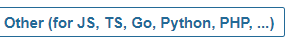 Other (for JS, TS, Go, Python, PHP, ...)